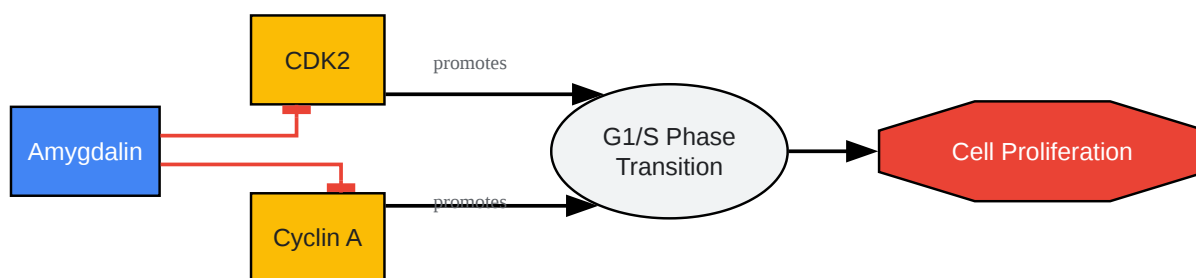 CDK2
promotes
Amygdalin
G1/S Phase
Transition
Cell Proliferation
promotes
Cyclin A